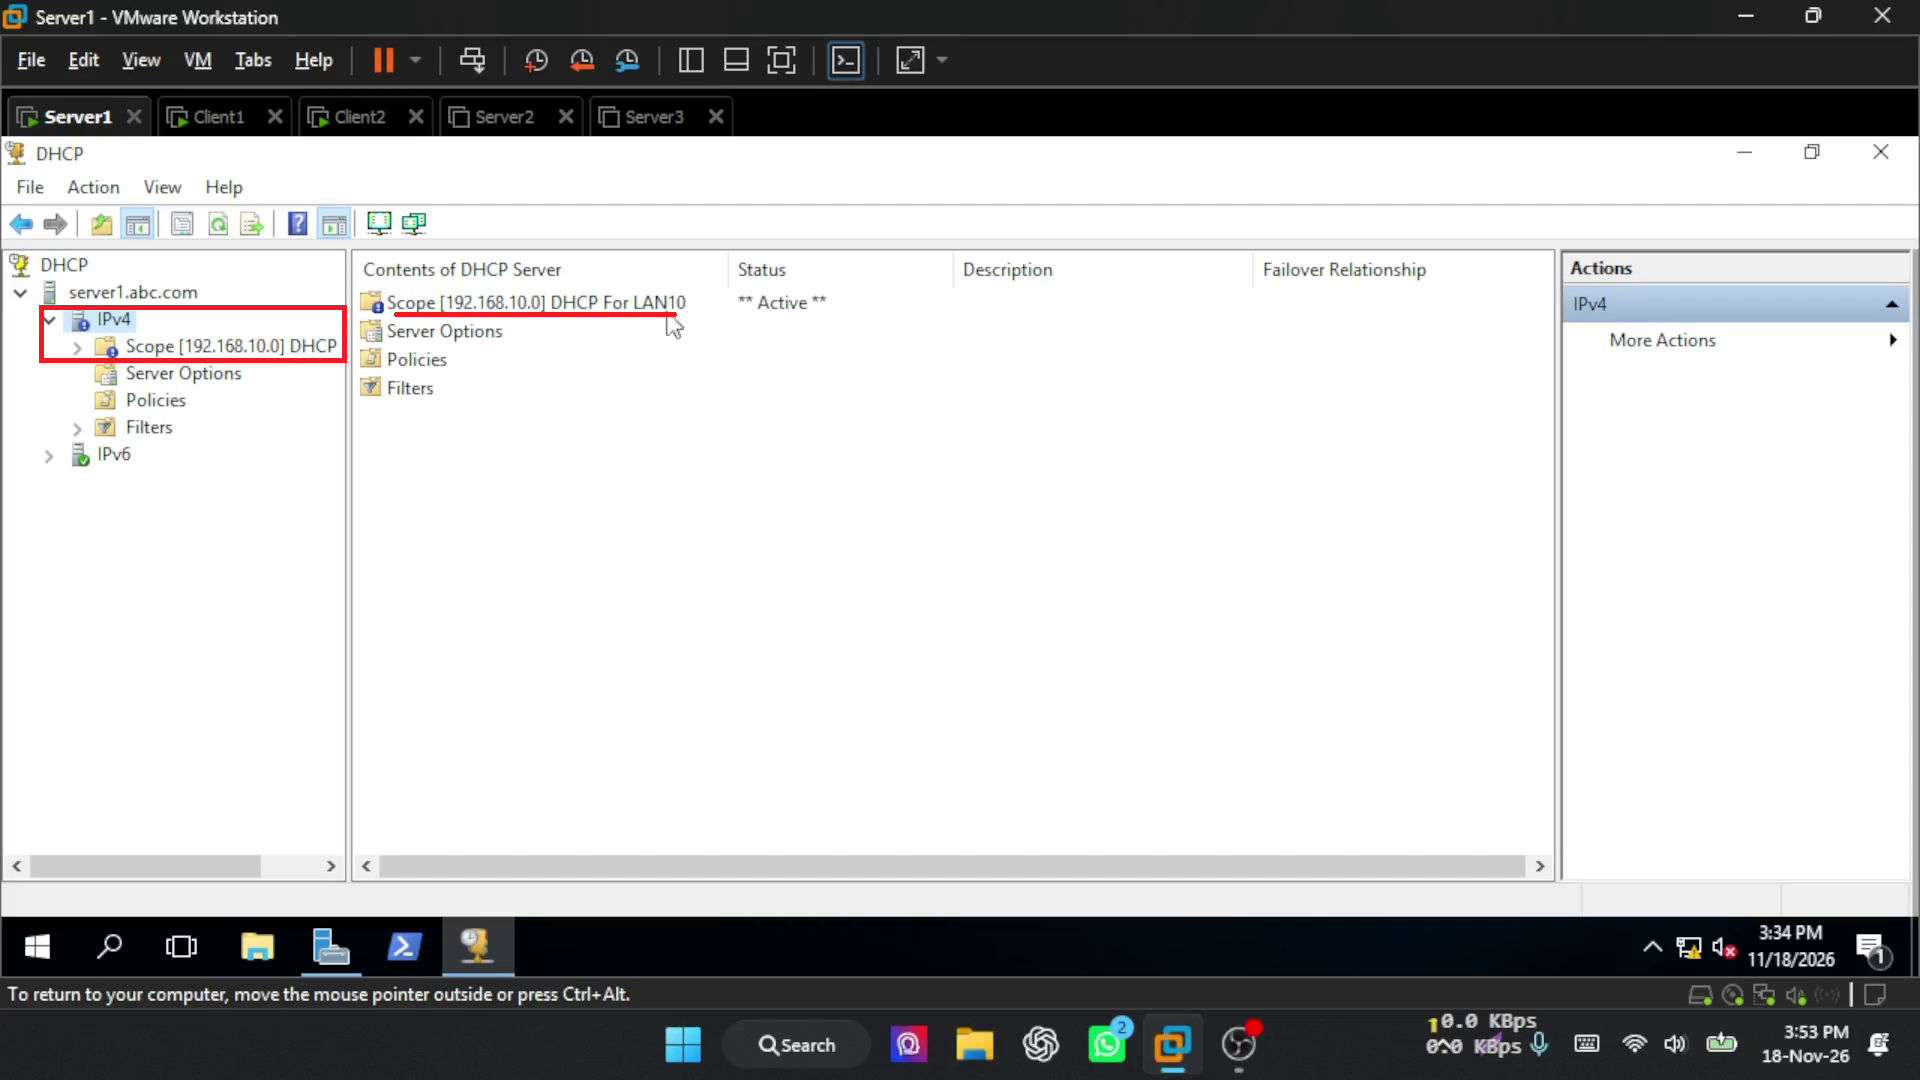 Server1 - VMware Workstation
File Edit View VM Tabs Help
Server1 Client1 Client2 Server2 Server3
DHCP
File Action View Help
DHCP
server1.abc.com
IPv4
Scope [192.168.10.0] DHCP
Server Options
Policies
Filters
IPv6
Contents of DHCP Server Status Description Failover Relationship
Scope [192.168.10.0] DHCP For LAN10 ** Active **
Server Options
Policies
Filters
Actions
IPv4
More Actions
3:34 PM
11/18/2026
1
To return to your computer, move the mouse pointer outside or press Ctrl+Alt.
Search
2
0.0 KBps
0.0 KBps
3:53 PM
18-Nov-26